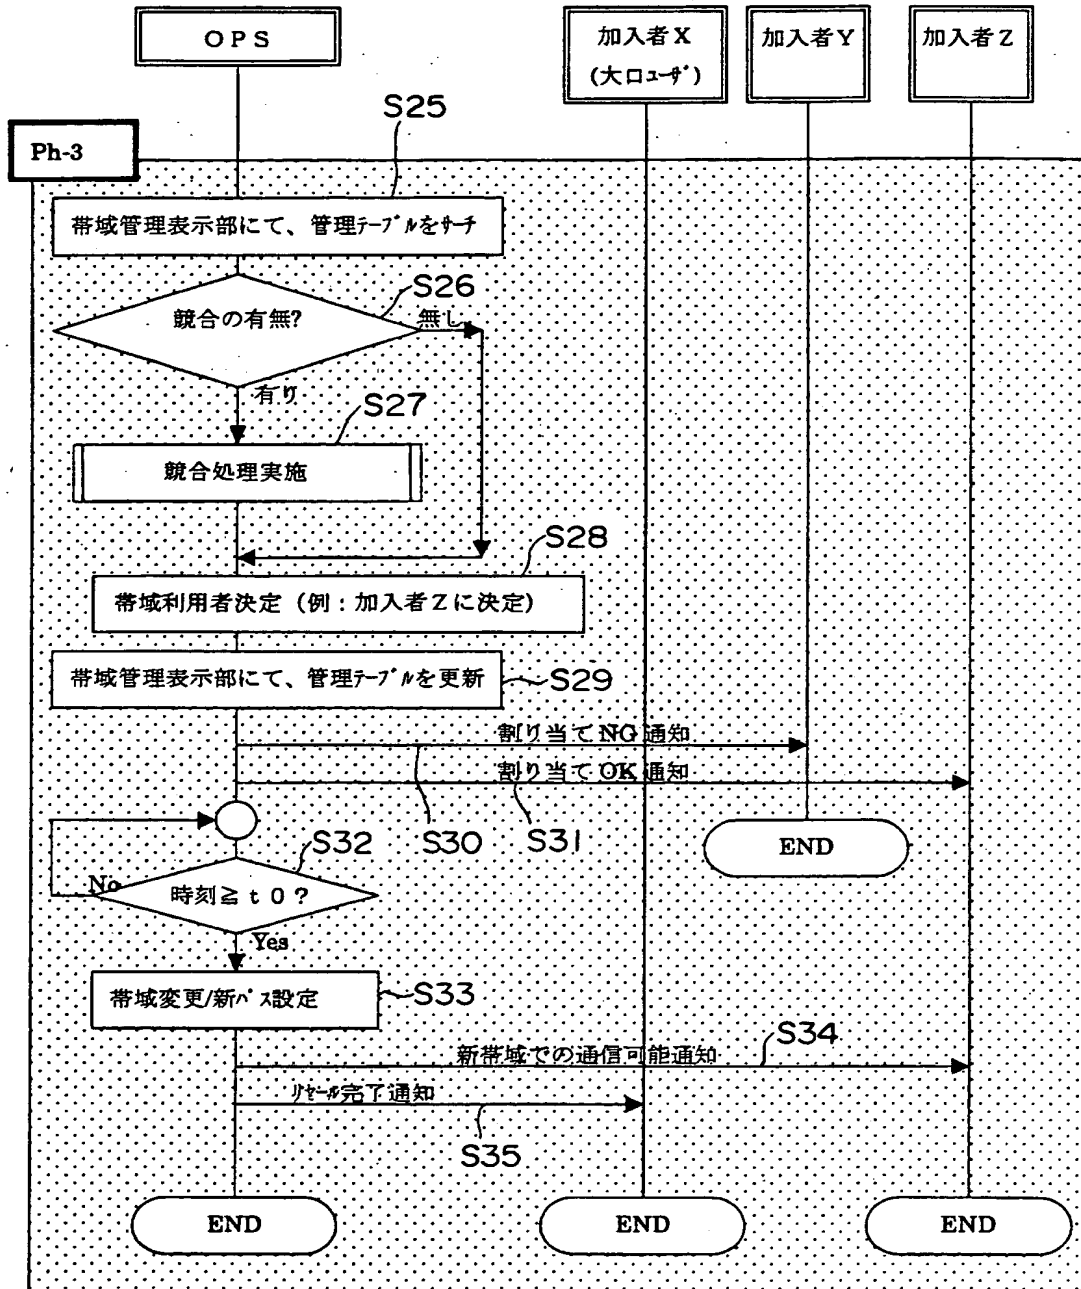 OPS
加入者X
(大口ユーザ)
加入者Y
加入者Z
S25
Ph-3
帯域管理表示部にて、管理テーブルをサーチ
S26
競合の有無?
無し
有り
S27
競合処理実施
S28
帯域利用者決定 (例:加入者Zに決定)
帯域管理表示部にて、管理テーブルを更新
S29
割り当てNG通知
割り当てOK通知
S30
S31
END
S32
No
時刻≧t0?
Yes
帯域変更/新パス設定
S33
新帯域での通信可能通知
S34
リセール完了通知
S35
END
END
END